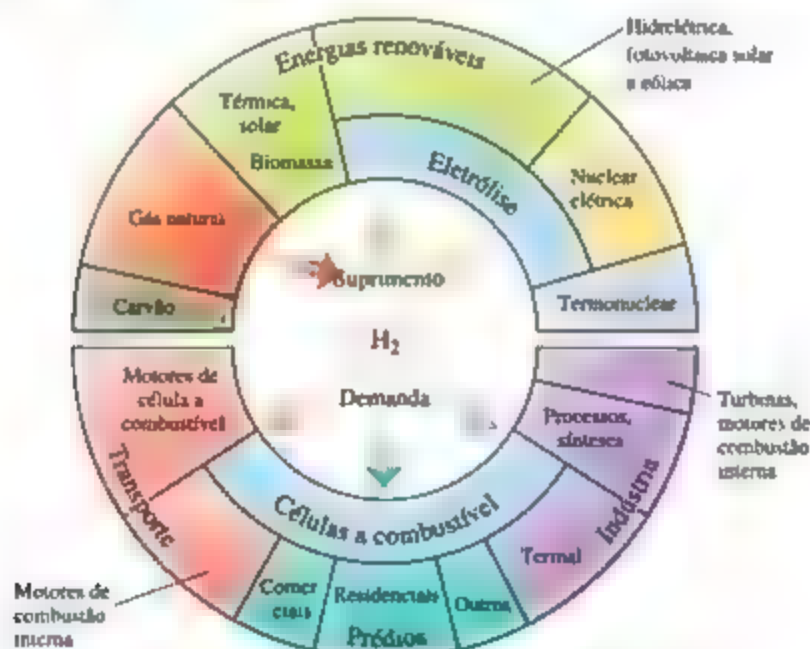 Hidrelétrica,
fotovoltaica solar
e eólica
Energias renováveis
Térmica,
solar
Biomassa
Eletrólise
Nuclear
elétrica
Gás natural
Suprimento
Carvão
Termonuclear
H₂
Demanda
Motores de
célula a
combustível
Processos,
sínteses
Turbinas,
motores de
combustão
interna
Transporte
Células a combustível
Indústria
Termal
Motores de
combustão
interna
Comer
ciais
Residenciais
Outros
Prédios